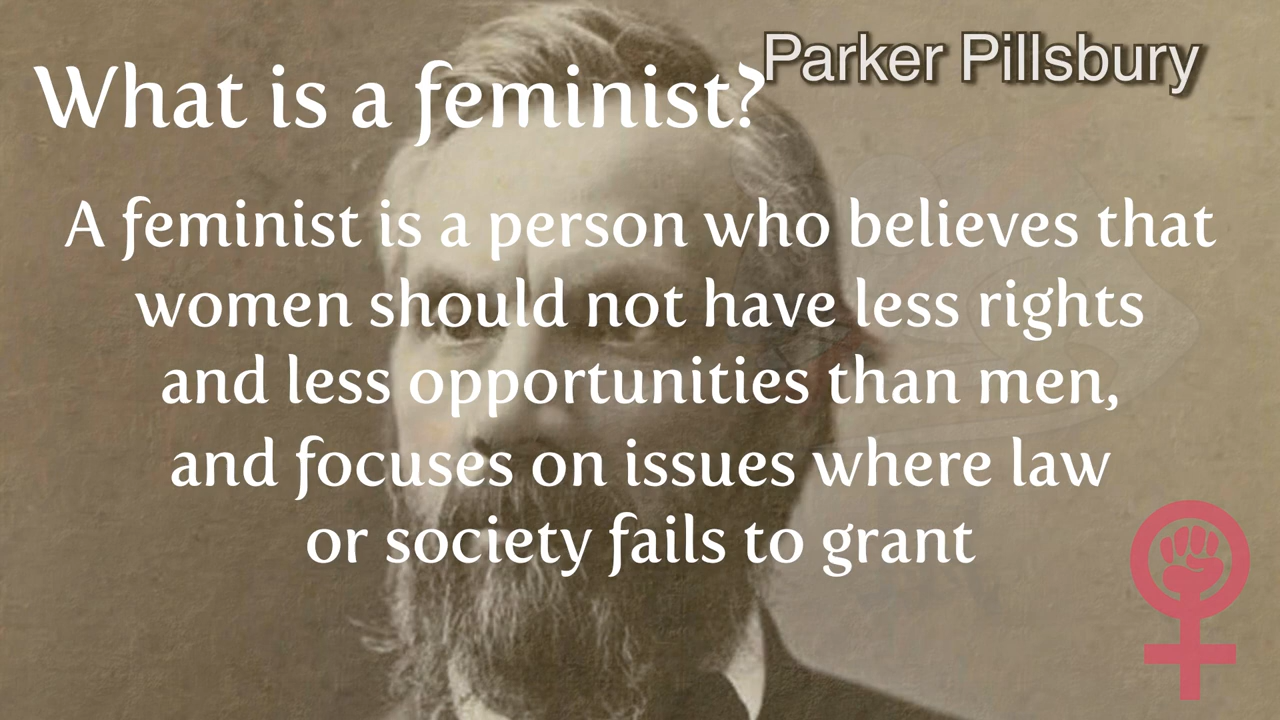 Parker Pillsbury
What is a feminist?
A feminist is a person who believes that
women should not have less rights
and less opportunities than men,
and focuses on issues where law
or society fails to grant